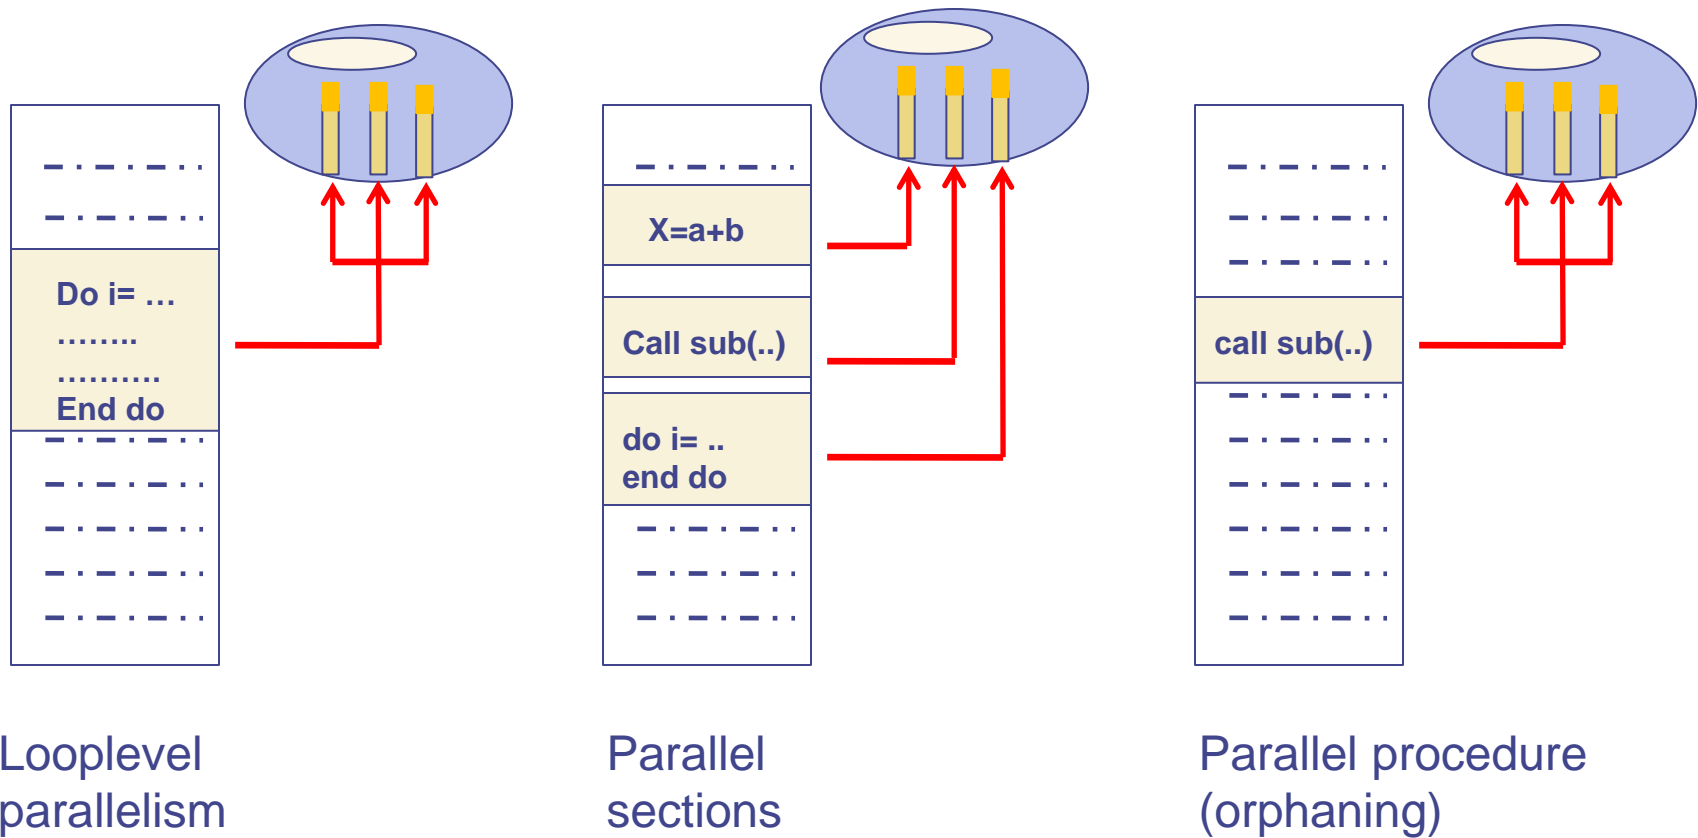 Do i= …
……..
……….
End do
X=a+b
Call sub(..)
do i= ..
end do
call sub(..)
Looplevel
parallelism
Parallel
sections
Parallel procedure
(orphaning)